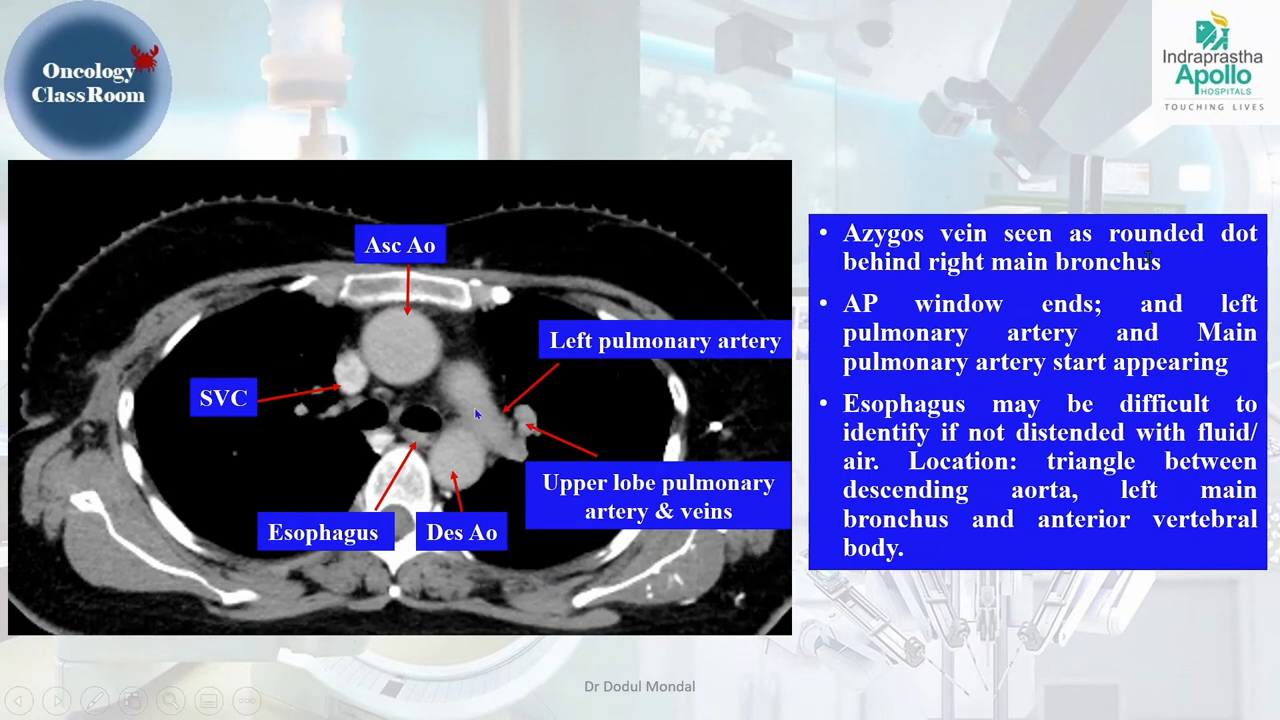 Oncology
ClassRoom
Indraprastha
Apollo
HOSPITALS
TOUCHING LIVES
Asc Ao
Left pulmonary artery
SVC
Upper lobe pulmonary
artery & veins
Esophagus
Des Ao
• Azygos vein seen as rounded dot
behind right main bronchus
• AP window ends; and left
pulmonary artery and Main
pulmonary artery start appearing
• Esophagus may be difficult to
identify if not distended with fluid/
air. Location: triangle between
descending aorta, left main
bronchus and anterior vertebral
body.
Dr Dodul Mondal